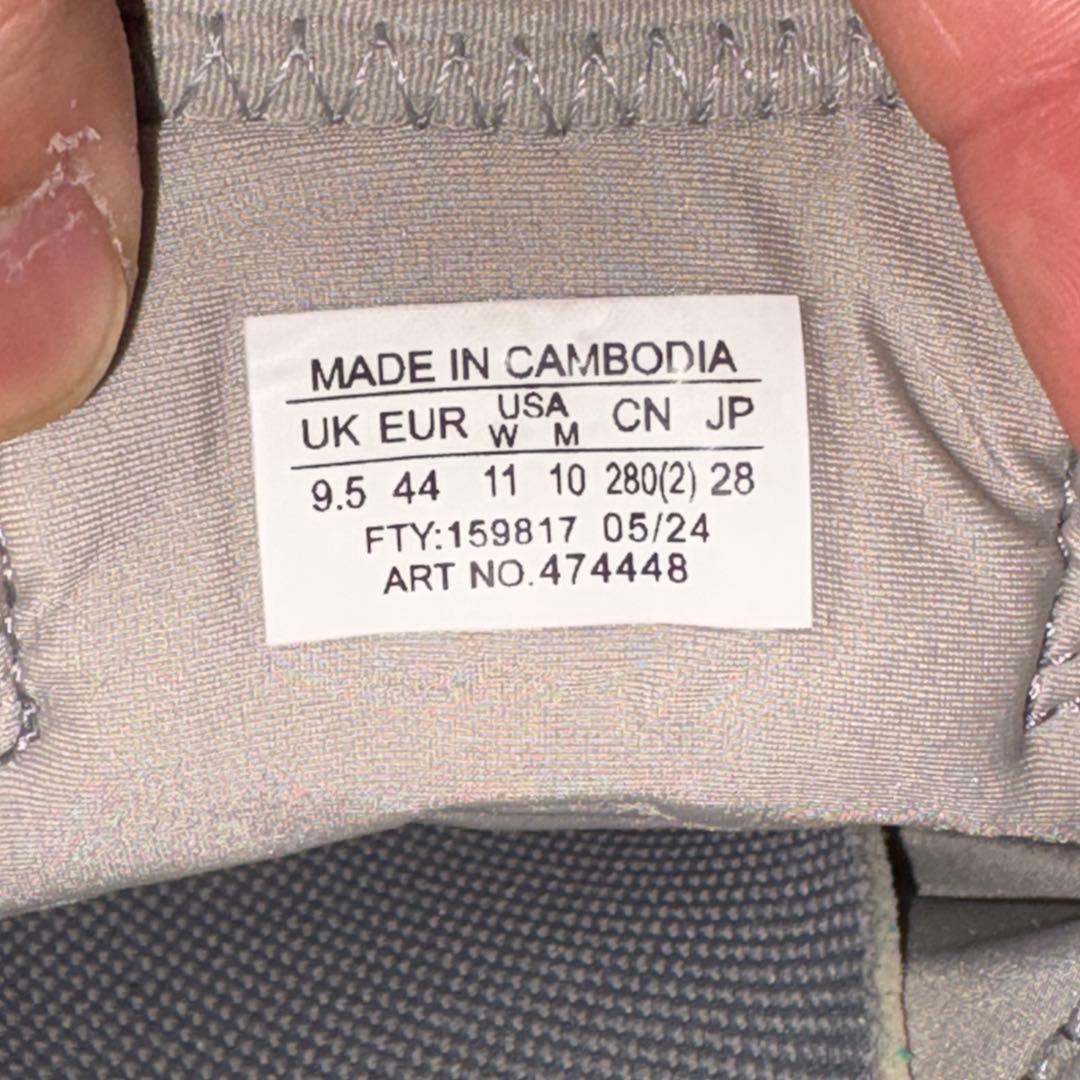 MADE IN CAMBODIA
UK EUR USA W M CN JP
9.5 44 11 10 280(2) 28
FTY:159817 05/24
ART NO.474448